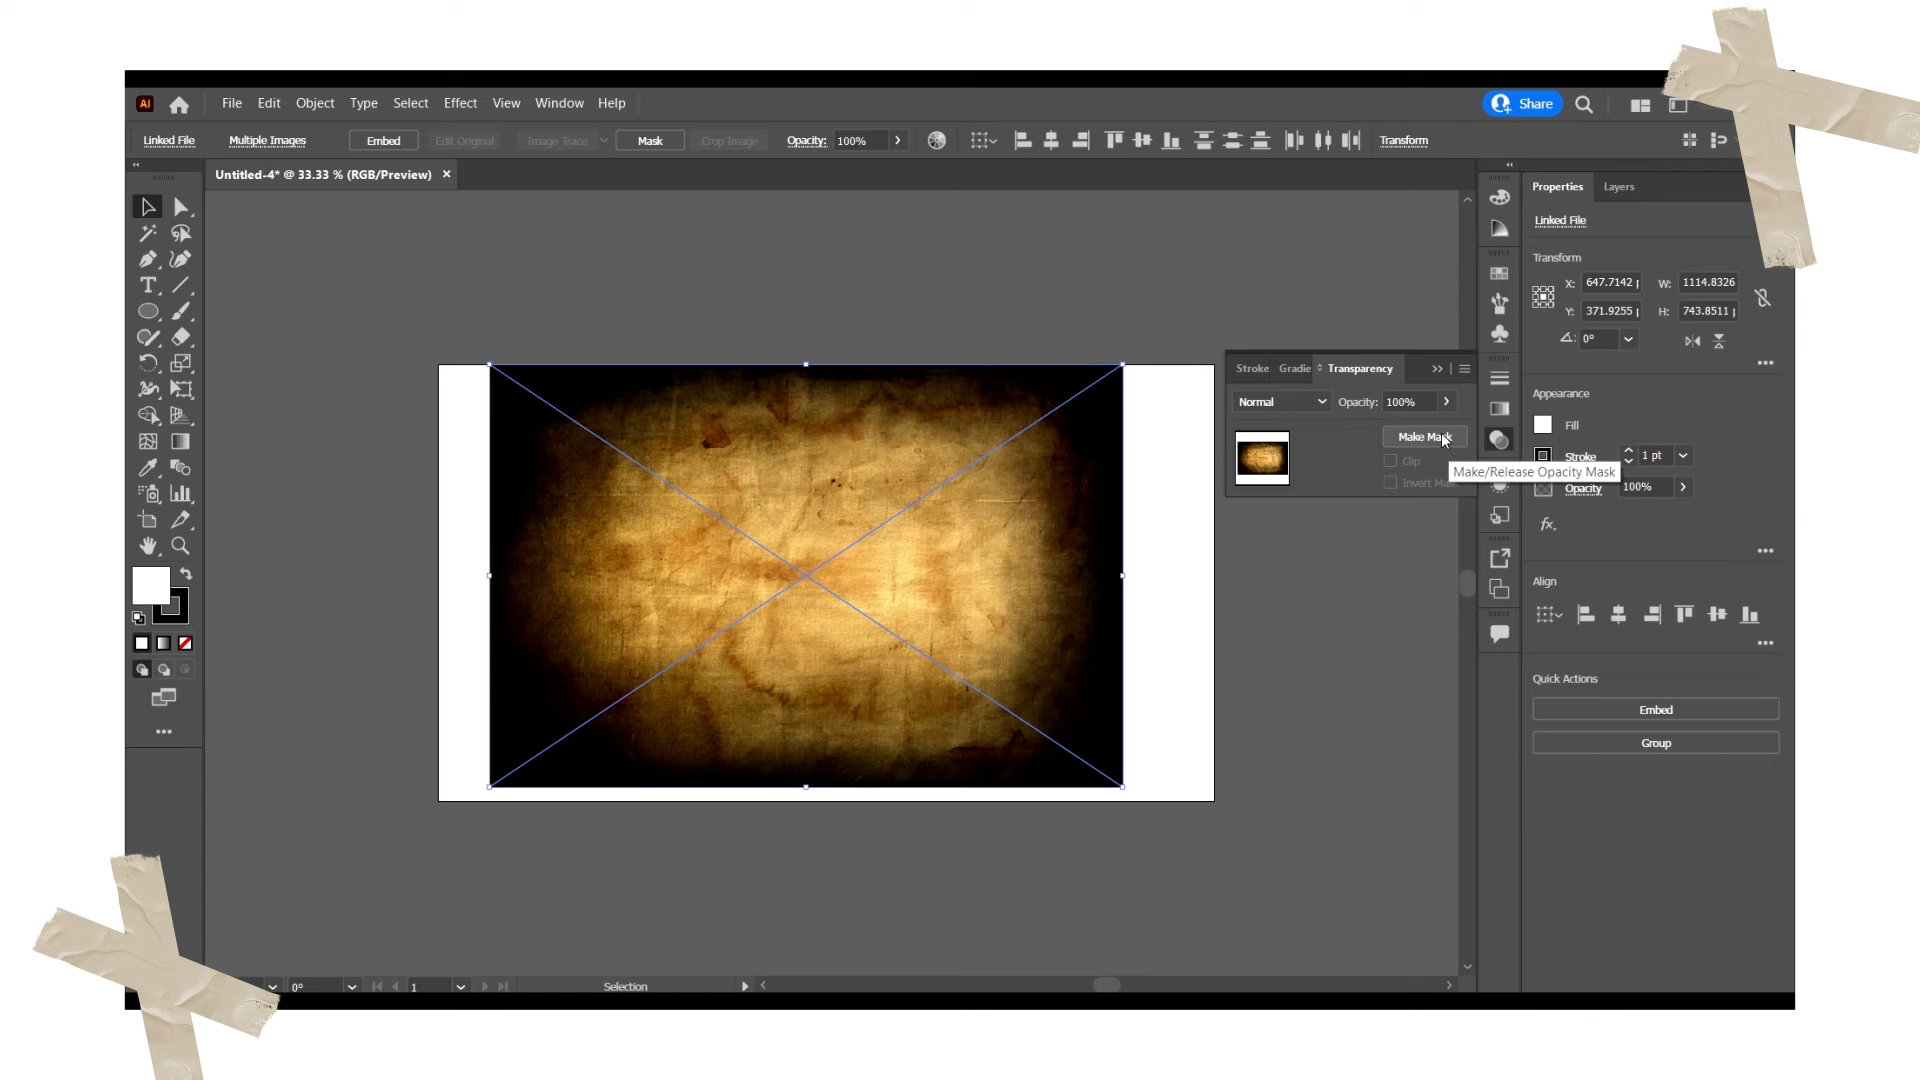 Ai File Edit Object Type Select Effect View Window Help Share
Linked File Multiple Images Embed Edit Original Image Trace Mask Crop Image Opacity: 100% Transform
Untitled-4* @ 33.33 % (RGB/Preview) ×
Properties Layers
Linked File
Transform
X: 647.7142 W: 1114.8326
Y: 371.9255 H: 743.8511
0°
Stroke Gradie Transparency
Normal Opacity: 100%
Make Mask
Clip
Invert Mas
Make/Release Opacity Mask
Appearance
Fill
Stroke 1 pt
Opacity 100%
fx.
Align
Quick Actions
Embed
Group
0° 1 Selection